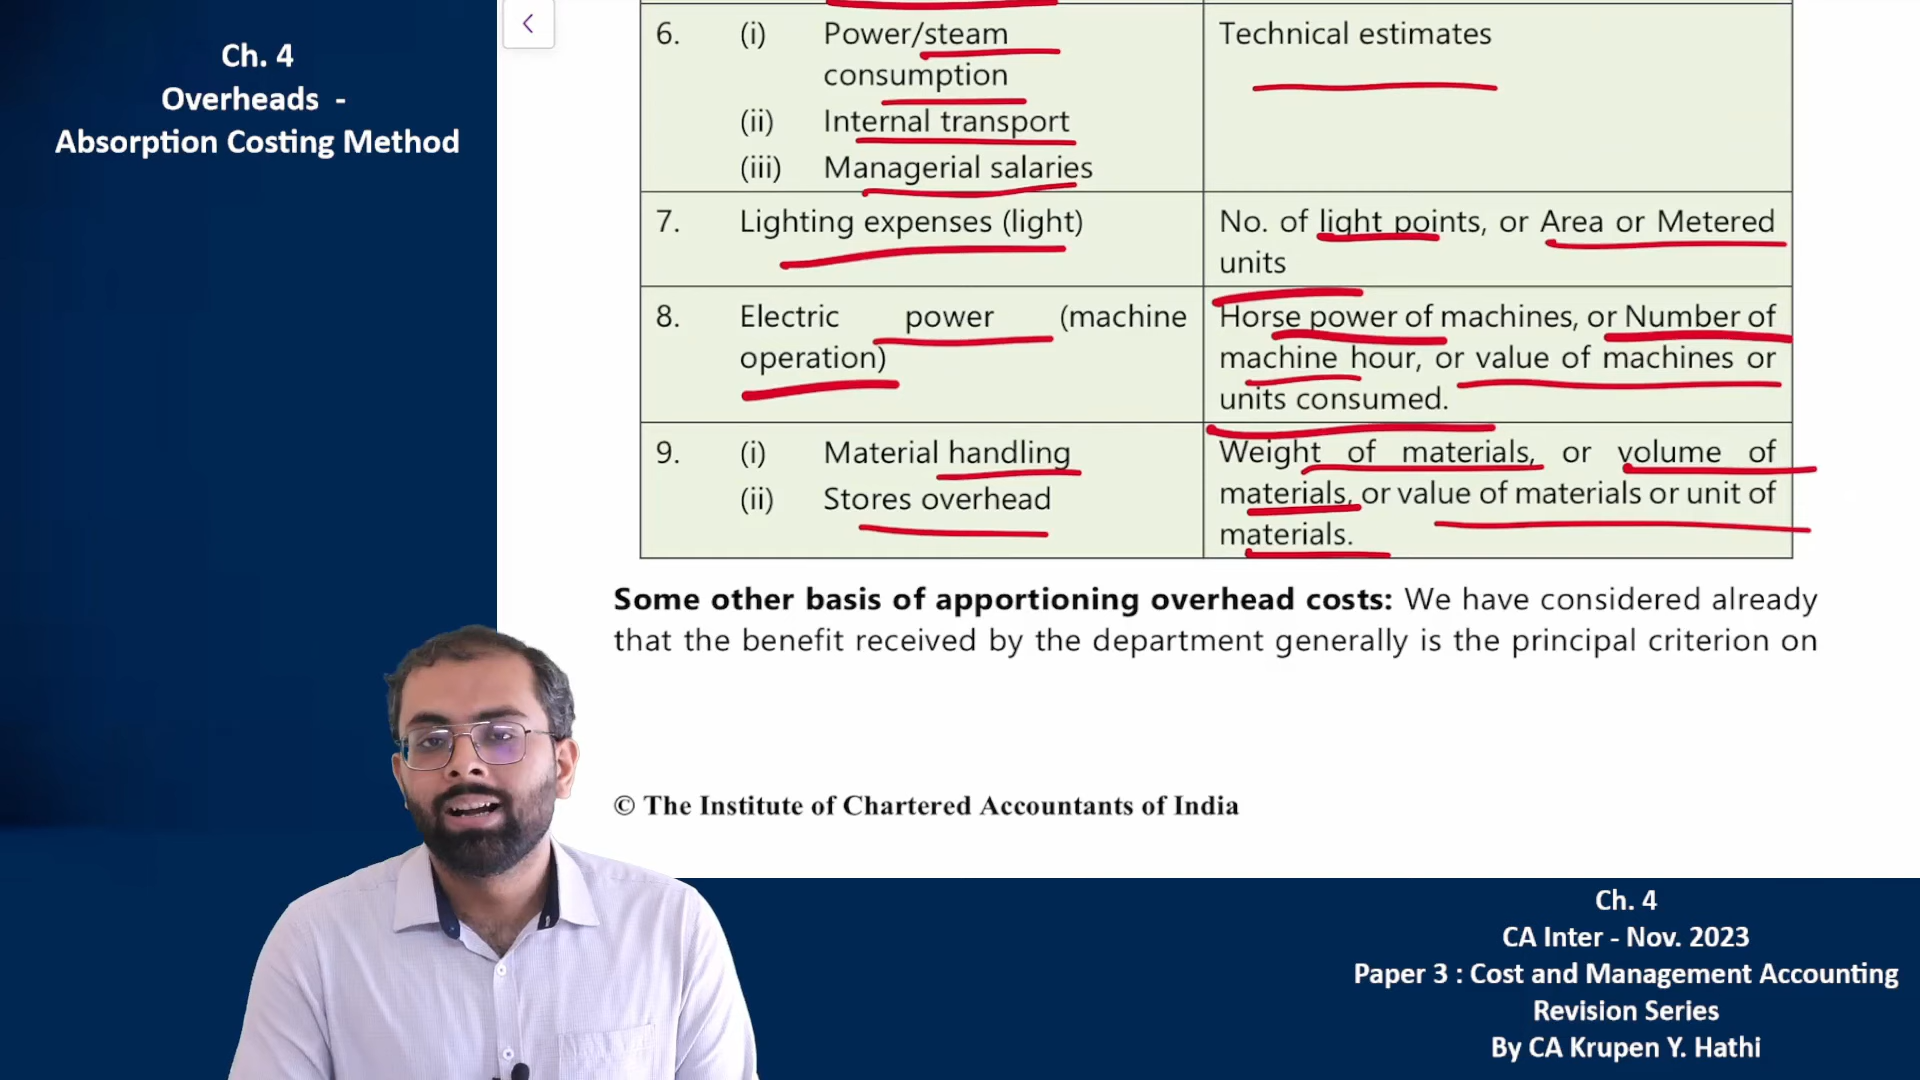 Ch. 4
Overheads -
Absorption Costing Method
6. (i) Power/steam Technical estimates
consumption
(ii) Internal transport
(iii) Managerial salaries
7. Lighting expenses (light) No. of light points, or Area or Metered
units
8. Electric power (machine Horse power of machines, or Number of
operation) machine hour, or value of machines or
units consumed.
9. (i) Material handling Weight of materials, or volume of
(ii) Stores overhead materials, or value of materials or unit of
materials.
Some other basis of apportioning overhead costs: We have considered already
that the benefit received by the department generally is the principal criterion on
© The Institute of Chartered Accountants of India
Ch. 4
CA Inter - Nov. 2023
Paper 3 : Cost and Management Accounting
Revision Series
By CA Krupen Y. Hathi